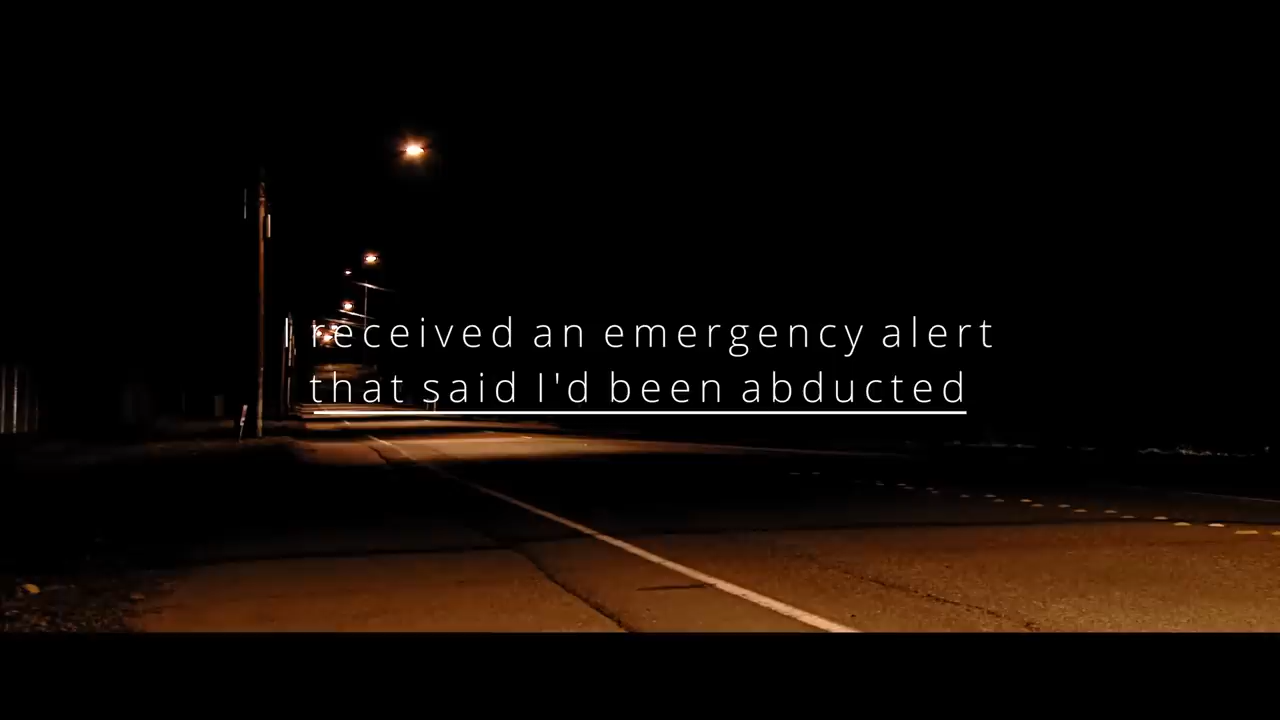 I received an emergency alert
that said I'd been abducted